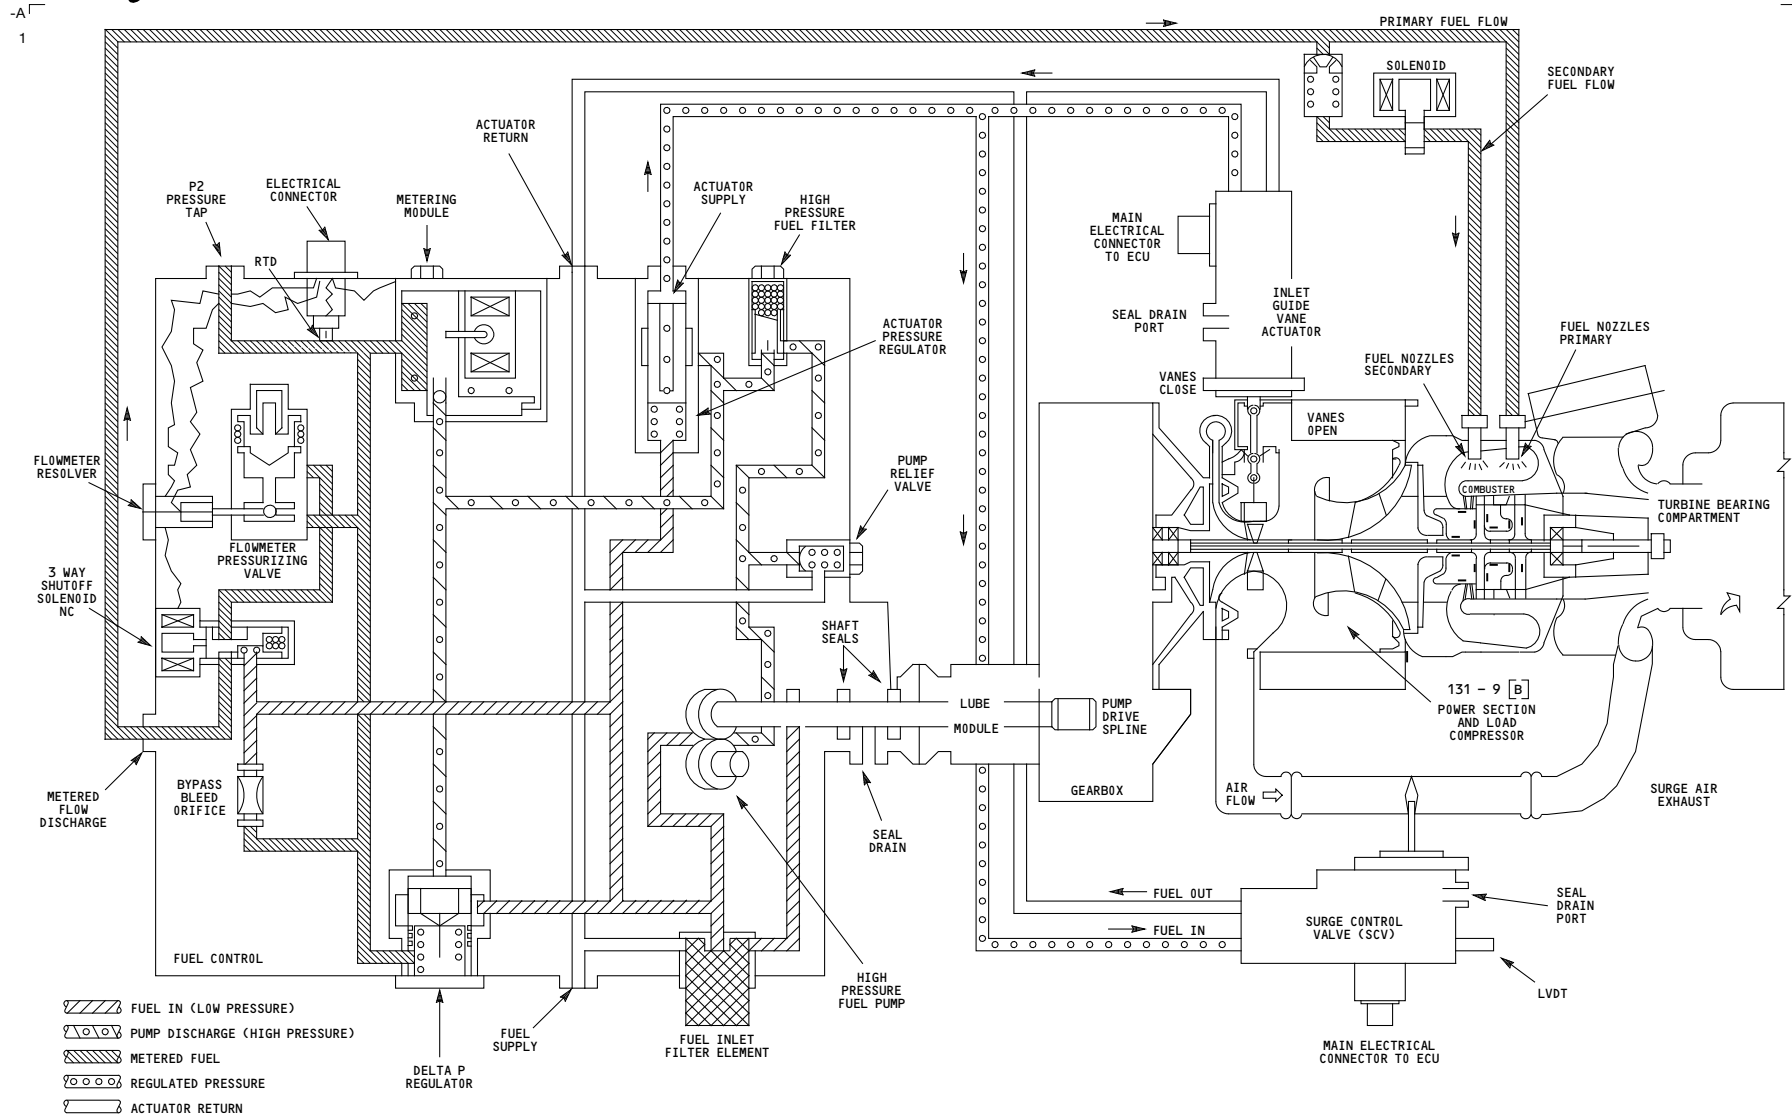 -A
1
PRIMARY FUEL FLOW
SOLENOID
SECONDARY
FUEL FLOW
ACTUATOR
RETURN
P2
PRESSURE
TAP
ELECTRICAL
CONNECTOR
METERING
MODULE
ACTUATOR
SUPPLY
HIGH
PRESSURE
FUEL FILTER
MAIN
ELECTRICAL
CONNECTOR
TO ECU
RTD
INLET
GUIDE
VANE
ACTUATOR
SEAL DRAIN
PORT
ACTUATOR
PRESSURE
REGULATOR
FUEL NOZZLES
PRIMARY
FUEL NOZZLES
SECONDARY
VANES
CLOSE
VANES
OPEN
FLOWMETER
RESOLVER
PUMP
RELIEF
VALVE
COMBUSTER
TURBINE BEARING
COMPARTMENT
FLOWMETER
PRESSURIZING
VALVE
3 WAY
SHUTOFF
SOLENOID
NC
SHAFT
SEALS
131 - 9 [B]
POWER SECTION
AND LOAD
COMPRESSOR
LUBE
MODULE
PUMP
DRIVE
SPLINE
BYPASS
BLEED
ORIFICE
METERED
FLOW
DISCHARGE
GEARBOX
AIR
FLOW
SURGE AIR
EXHAUST
SEAL
DRAIN
FUEL OUT
SEAL
DRAIN
PORT
SURGE CONTROL
VALVE (SCV)
FUEL IN
FUEL CONTROL
HIGH
PRESSURE
FUEL PUMP
LVDT
FUEL IN (LOW PRESSURE)
PUMP DISCHARGE (HIGH PRESSURE)
METERED FUEL
REGULATED PRESSURE
ACTUATOR RETURN
FUEL
SUPPLY
FUEL INLET
FILTER ELEMENT
DELTA P
REGULATOR
MAIN ELECTRICAL
CONNECTOR TO ECU